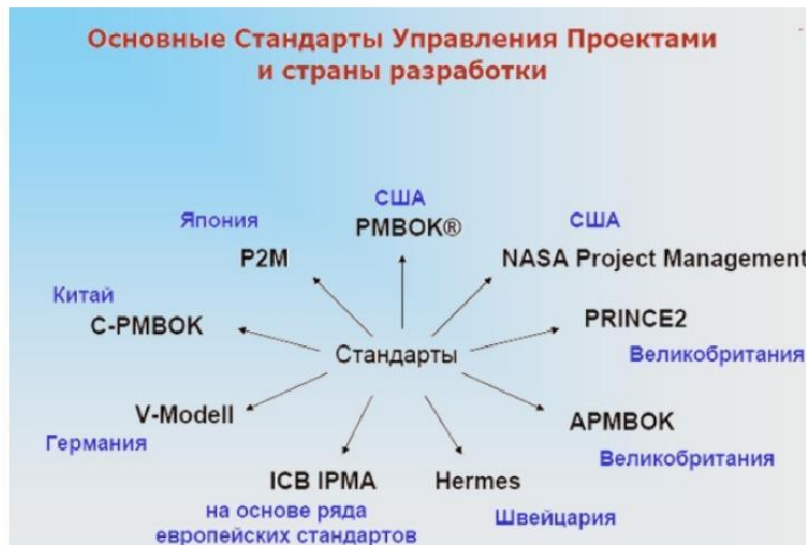 Основные Стандарты Управления Проектами
и страны разработки
США
PMBOK®
Япония
P2M
США
NASA Project Management
Китай
C-PMBOK
PRINCE2
Великобритания
Стандарты
V-Modell
Германия
APMBOK
Великобритания
ICB IPMA
на основе ряда
европейских стандартов
Hermes
Швейцария